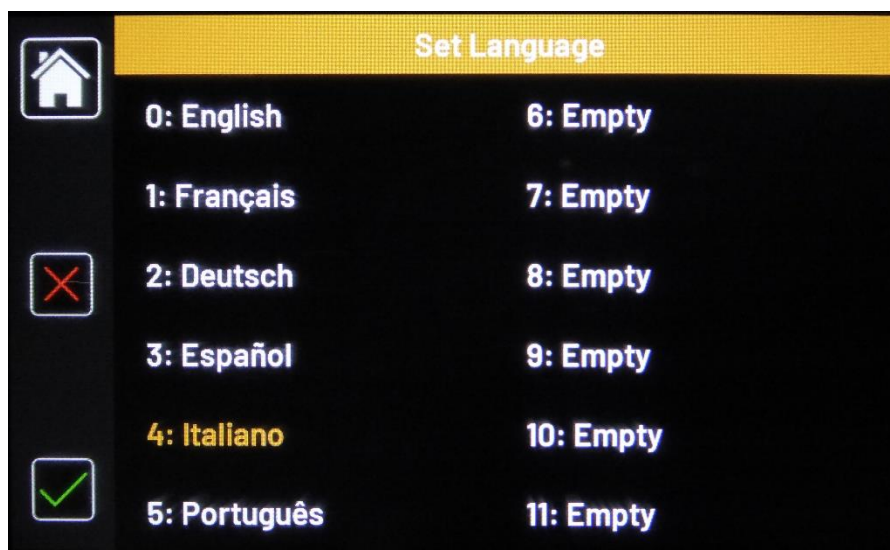 Set Language
0: English
1: Français
2: Deutsch
3: Español
4: Italiano
5: Português
6: Empty
7: Empty
8: Empty
9: Empty
10: Empty
11: Empty